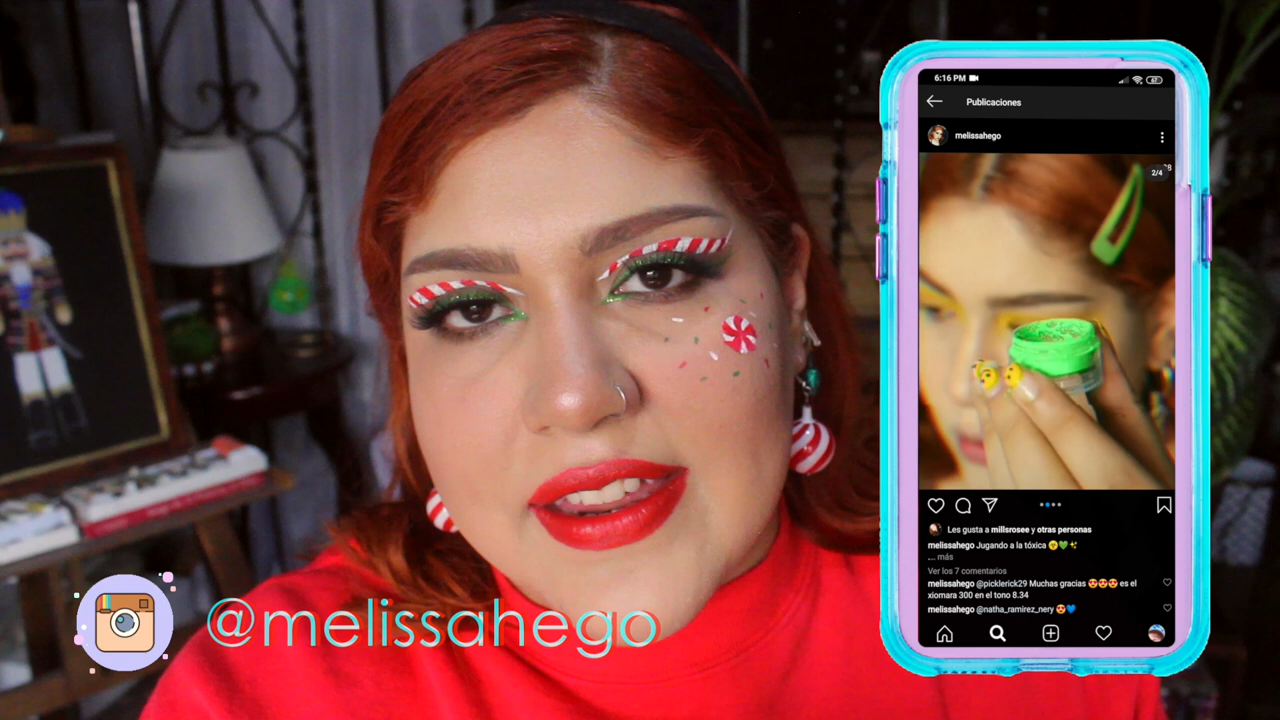 6:16 PM
67
Publicaciones
melissahego
2/4
Les gusta a millsrosee y otras personas
melissahego Jugando a la tóxica 🌝💚✨
... más
Ver los 7 comentarios
melissahego @picklerick29 Muchas gracias 😍😍😍 es el
xiomara 300 en el tono 8.34
melissahego @natha_ramirez_nery 😍💙
@melissahego